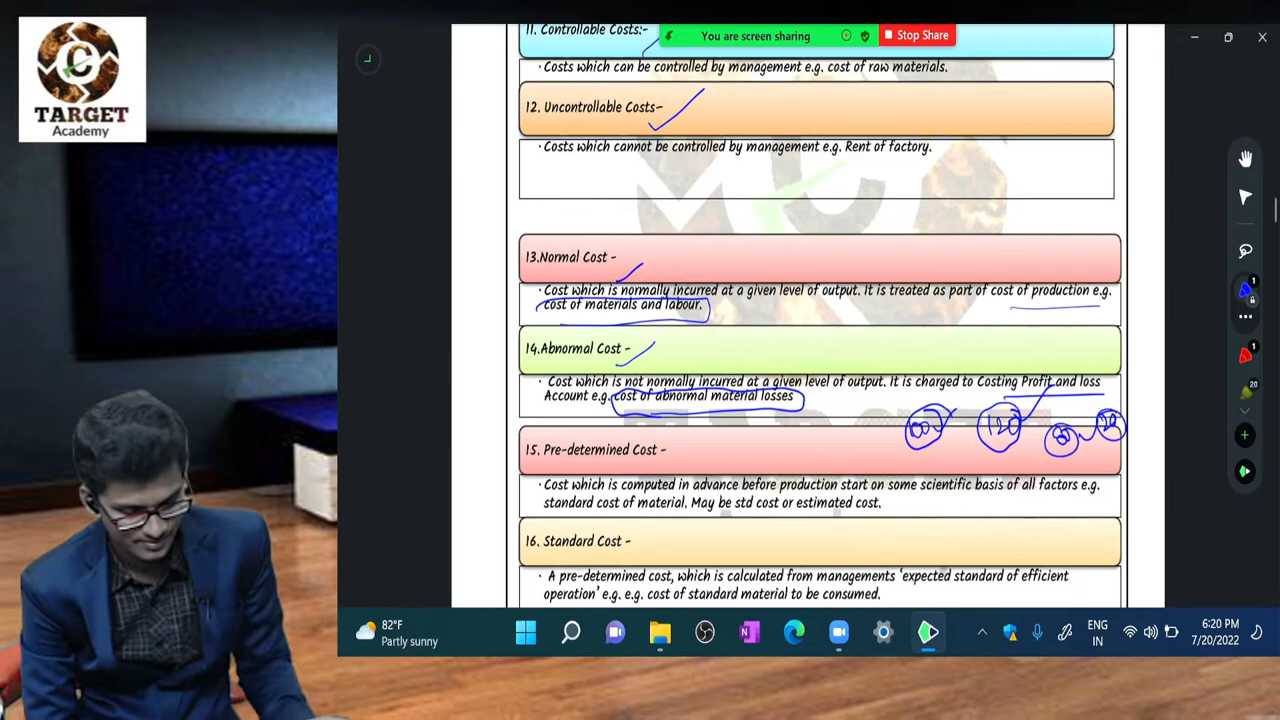 TARGET
Academy
11. Controllable Costs:-
You are screen sharing
Stop Share
· Costs which can be controlled by management e.g. cost of raw materials.
12. Uncontrollable Costs-
· Costs which cannot be controlled by management e.g. Rent of factory.
13.Normal Cost -
· Cost which is normally incurred at a given level of output. It is treated as part of cost of production e.g.
cost of materials and labour.
14.Abnormal Cost -
· Cost which is not normally incurred at a given level of output. It is charged to Costing Profit and loss
Account e.g. cost of abnormal material losses
100 120 20
15. Pre-determined Cost -
· Cost which is computed in advance before production start on some scientific basis of all factors e.g.
standard cost of material. May be std cost or estimated cost.
16. Standard Cost -
· A pre-determined cost, which is calculated from managements ‘expected standard of efficient
operation’ e.g. e.g. cost of standard material to be consumed.
1
1
20
82°F
Partly sunny
ENG
IN
6:20 PM
7/20/2022